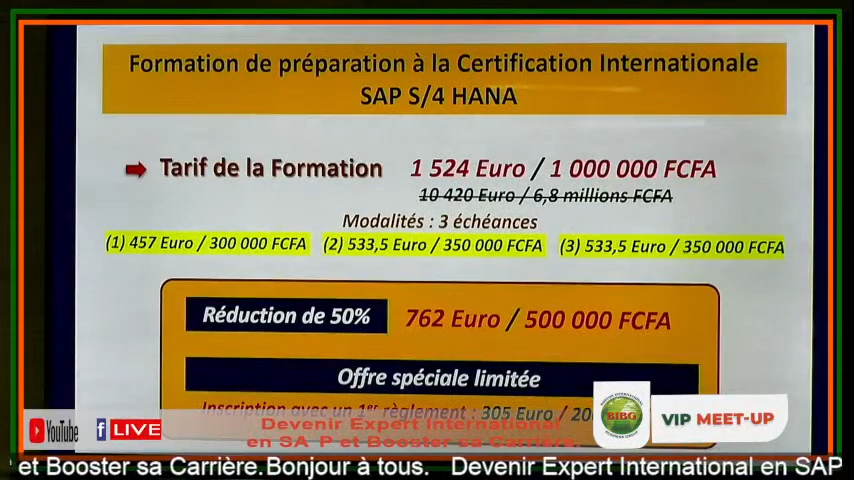 Formation de préparation à la Certification Internationale
SAP S/4 HANA
Tarif de la Formation 1 524 Euro / 1 000 000 FCFA
10 420 Euro / 6,8 millions FCFA
Modalités : 3 échéances
(1) 457 Euro / 300 000 FCFA (2) 533,5 Euro / 350 000 FCFA (3) 533,5 Euro / 350 000 FCFA
Réduction de 50% 762 Euro / 500 000 FCFA
Offre spéciale limitée
Inscription avec un 1er règlement : 305 Euro / 20
YouTube f LIVE
Devenir Expert International
en SA P et Booster sa Carrière.
BIBG
VIP MEET-UP
et Booster sa Carrière.Bonjour à tous. Devenir Expert International en SAP